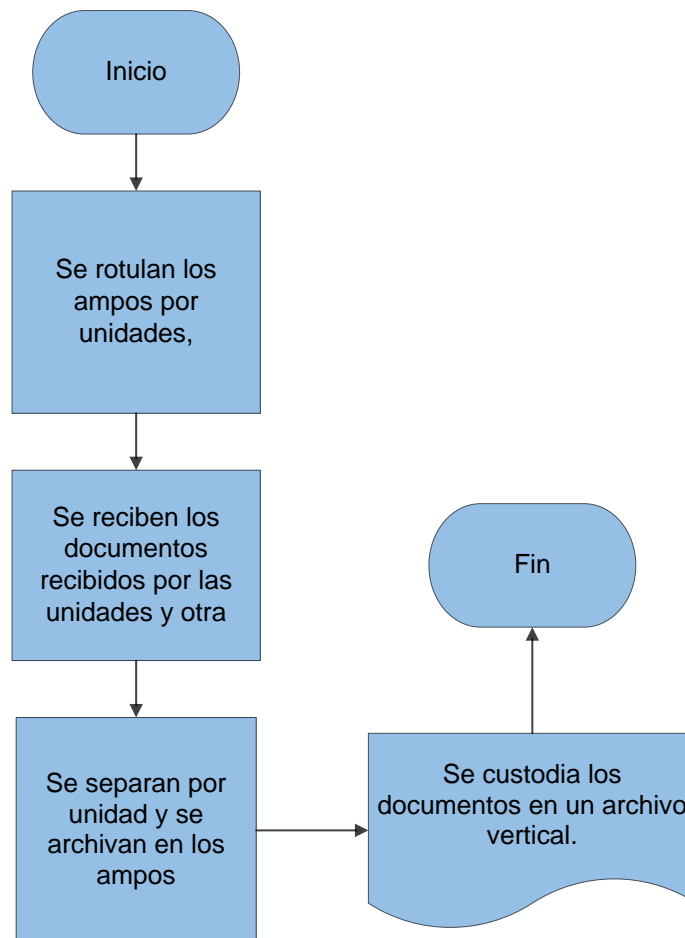 Inicio
Se rotulan los
ampos por
unidades,
Se reciben los
documentos
recibidos por las
unidades y otra
Se separan por
unidad y se
archivan en los
ampos
Se custodia los
documentos en un archivo
vertical.
Fin